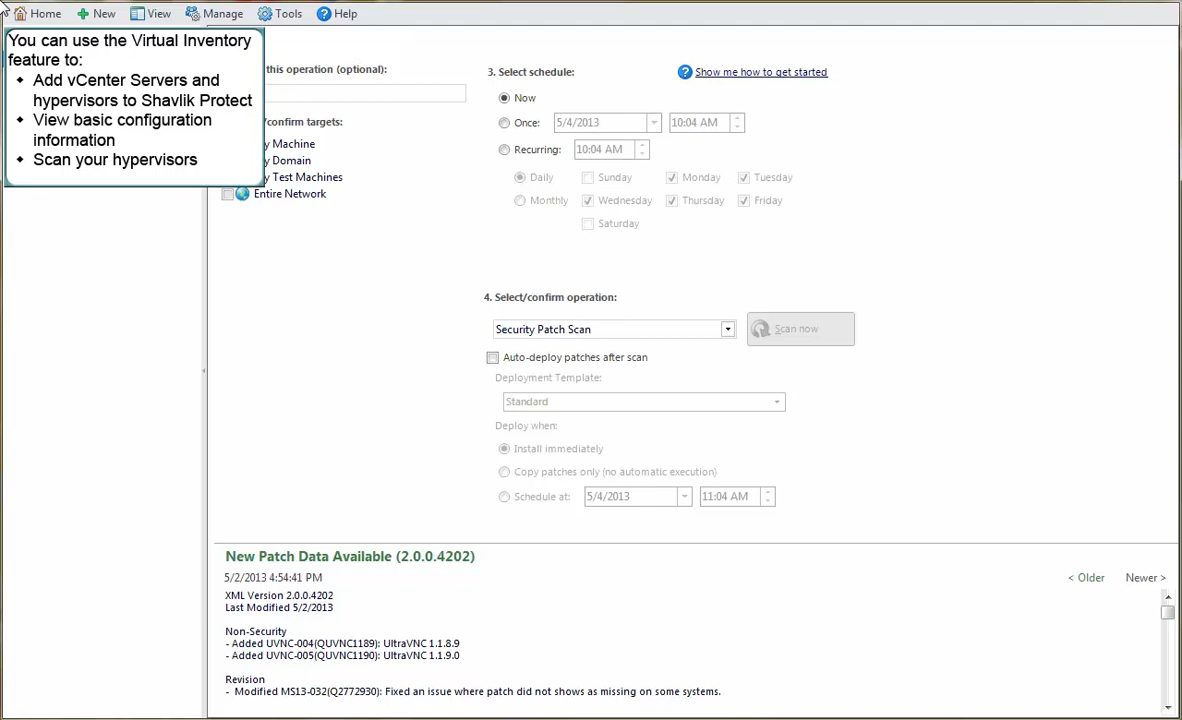 Home New View Manage Tools Help
You can use the Virtual Inventory
feature to:
• Add vCenter Servers and
hypervisors to Shavlik Protect
• View basic configuration
information
• Scan your hypervisors
this operation (optional):
/confirm targets:
y Machine
y Domain
y Test Machines
Entire Network
3. Select schedule:
Show me how to get started
Now
Once: 5/4/2013 10:04 AM
Recurring: 10:04 AM
Daily Sunday Monday Tuesday
Monthly Wednesday Thursday Friday
Saturday
4. Select/confirm operation:
Security Patch Scan Scan now
Auto-deploy patches after scan
Deployment Template:
Standard
Deploy when:
Install immediately
Copy patches only (no automatic execution)
Schedule at: 5/4/2013 11:04 AM
New Patch Data Available (2.0.0.4202)
5/2/2013 4:54:41 PM < Older Newer >
XML Version 2.0.0.4202
Last Modified 5/2/2013
Non-Security
- Added UVNC-004(QUVNC1189): UltraVNC 1.1.8.9
- Added UVNC-005(QUVNC1190): UltraVNC 1.1.9.0
Revision
- Modified MS13-032(Q2772930): Fixed an issue where patch did not shows as missing on some systems.